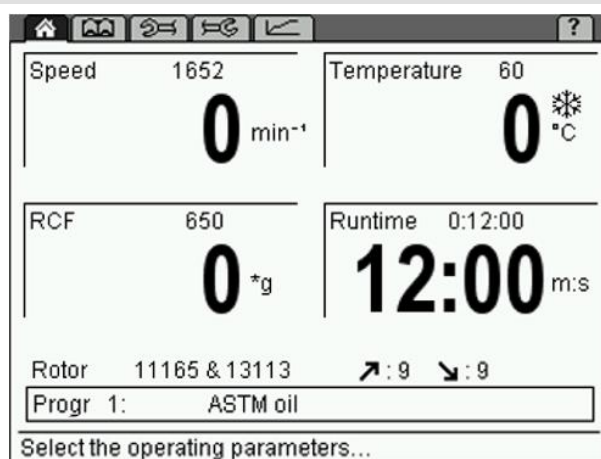 ?
Speed 1652
0 min⁻¹
Temperature 60
0 °C
RCF 650
0 *g
Runtime 0:12:00
12:00 m:s
Rotor 11165 & 13113 ↗: 9 ↘: 9
Progr 1: ASTM oil
Select the operating parameters...